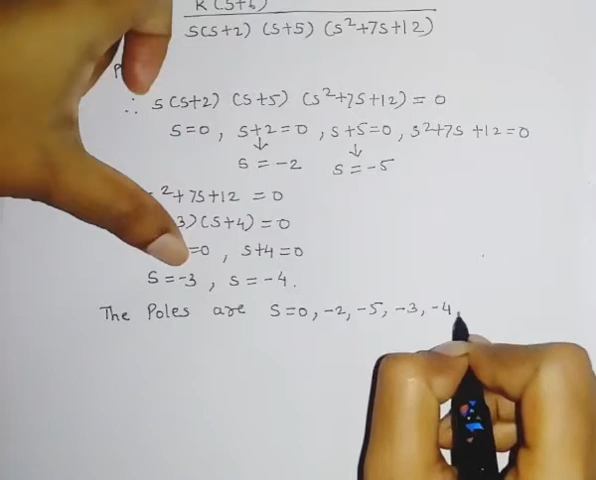 K(S+6)
S(S+2) (S+5) (S²+7S+12)
P
∴ S(S+2) (S+5) (S²+7S+12) = 0
S=0, S+2=0, S+5=0, S²+7S+12=0
↓ ↓
S = -2 S = -5
²+7S+12 = 0
3)(S+4) = 0
=0, S+4=0
S=-3, S=-4.
The Poles are S=0, -2, -5, -3, -4,